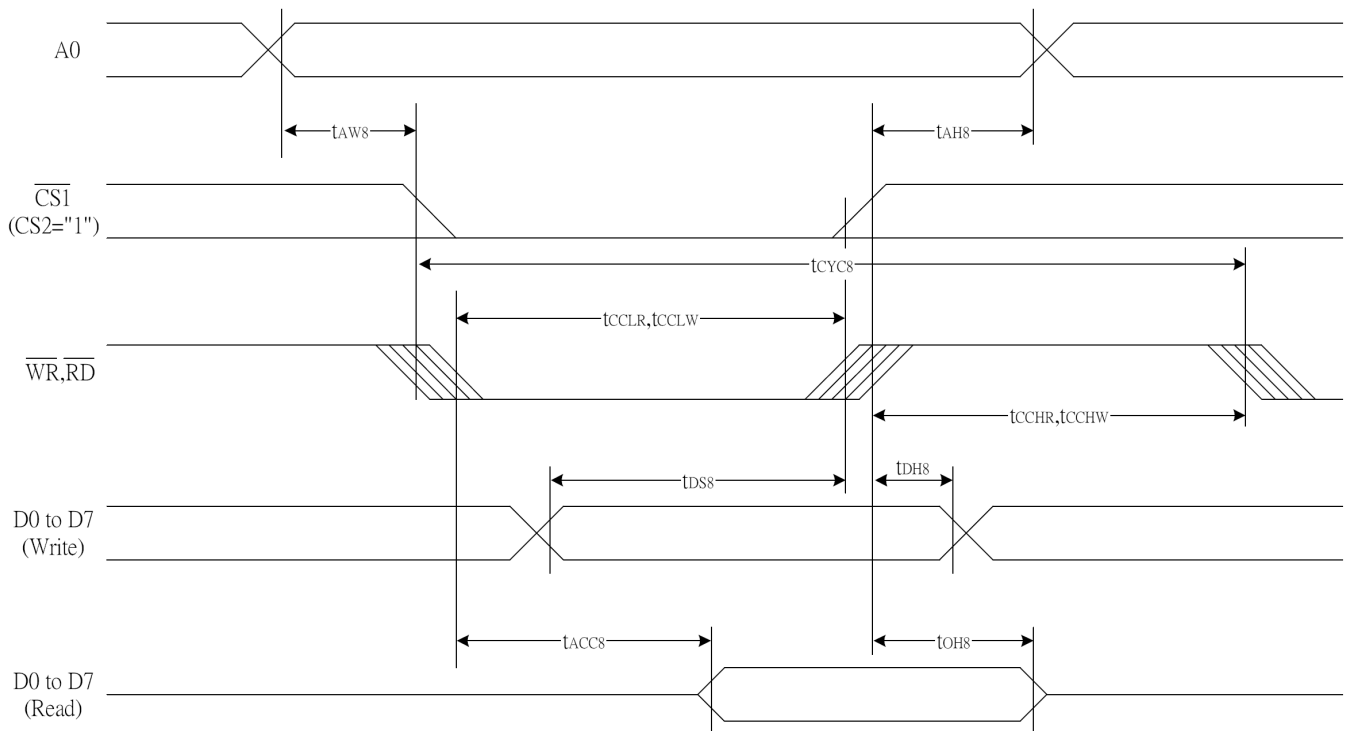 A0
tAW8
tAH8
CS1
(CS2="1")
tCYC8
tCCLR,tCCLW
WR,RD
tCCHR,tCCHW
tDS8
tDH8
D0 to D7
(Write)
tACC8
tOH8
D0 to D7
(Read)